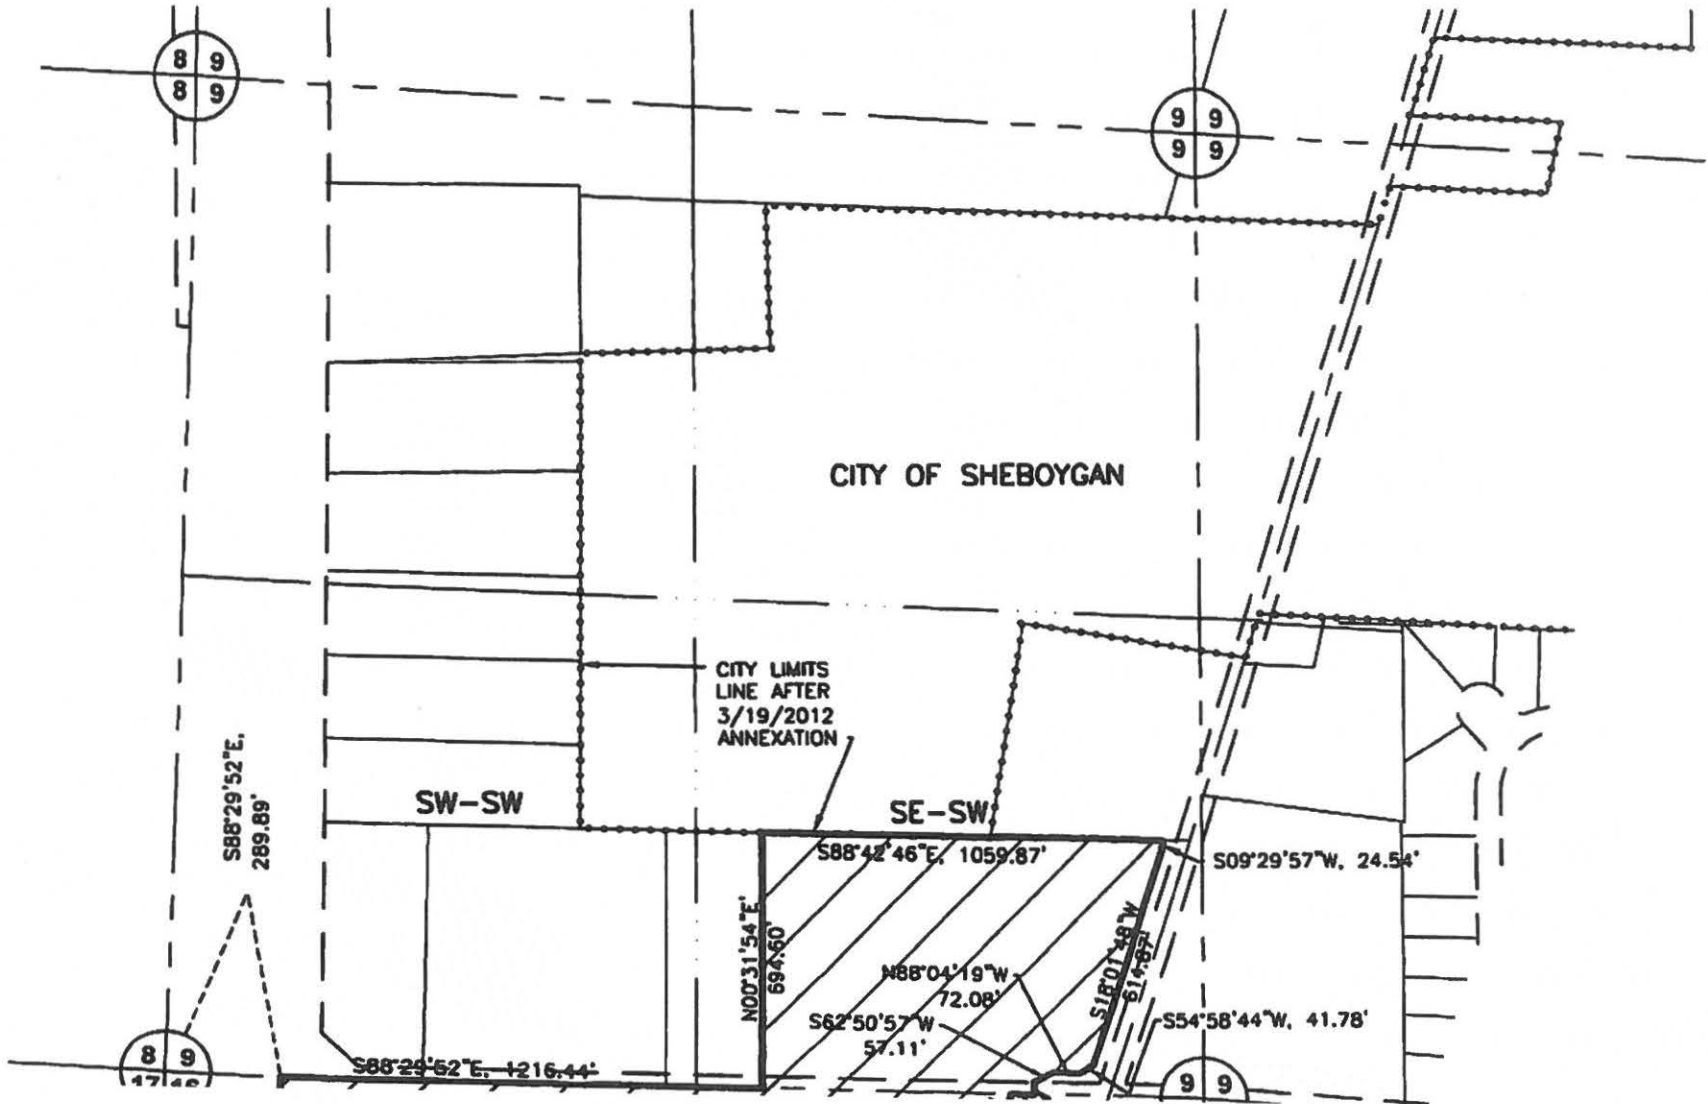 8 9
8 9
9 9
9 9
CITY OF SHEBOYGAN
CITY LIMITS
LINE AFTER
3/19/2012
ANNEXATION
S88°29'52"E,
289.89'
SW-SW
SE-SW
S88°42'46"E, 1059.87'
S09°29'57"W, 24.54'
N00°31'54"E
694.60'
S18°01'48"W
614.87'
N88°04'19"W
72.08'
S62°50'57"W
57.11'
S54°58'44"W, 41.78'
S88°29'52"E, 1216.44'
8 9
17 16
9 9